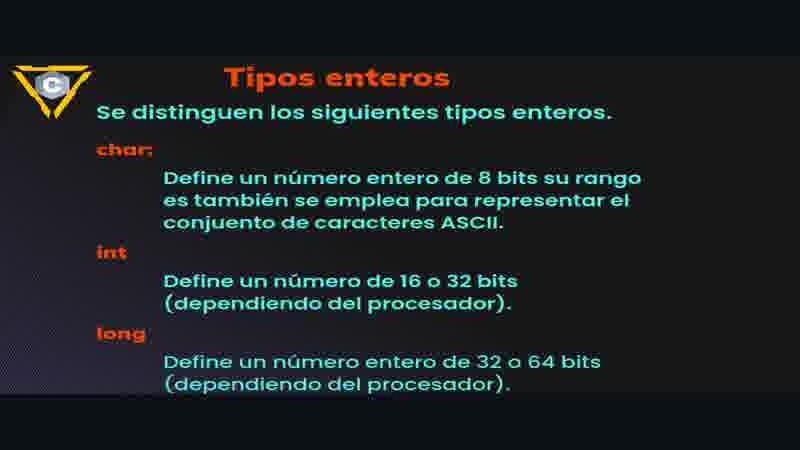 C
Tipos enteros
Se distinguen los siguientes tipos enteros.
char:
Define un número entero de 8 bits su rango
es también se emplea para representar el
conjunto de caracteres ASCII.
int
Define un número de 16 o 32 bits
(dependiendo del procesador).
long
Define un número entero de 32 o 64 bits
(dependiendo del procesador).